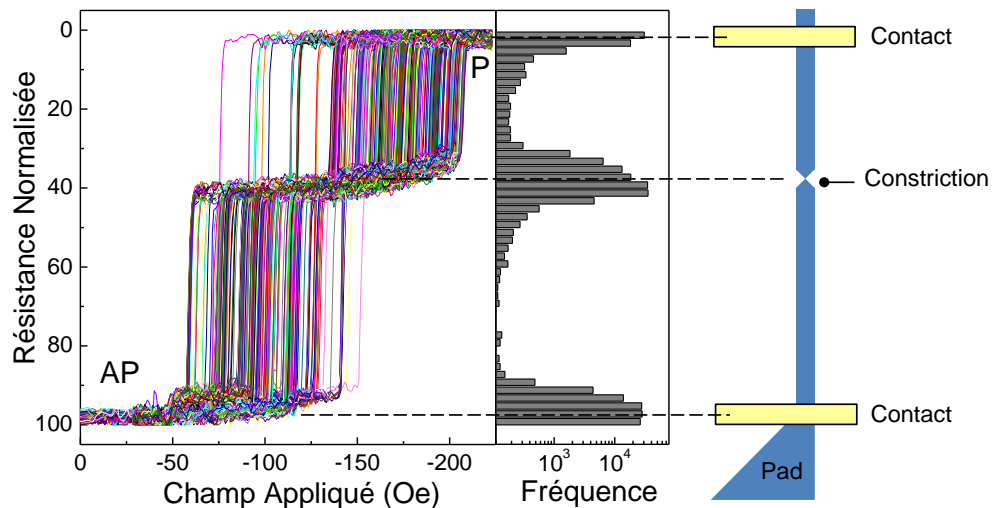 0
20
40
60
80
100
Résistance Normalisée
P
AP
0
-50
-100
-150
-200
Champ Appliqué (Oe)
10³
10⁴
Fréquence
Contact
Constriction
Contact
Pad